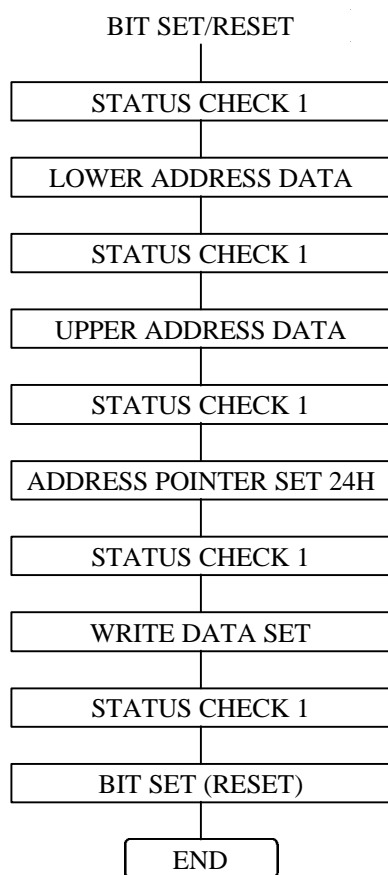 BIT SET/RESET
STATUS CHECK 1
LOWER ADDRESS DATA
STATUS CHECK 1
UPPER ADDRESS DATA
STATUS CHECK 1
ADDRESS POINTER SET 24H
STATUS CHECK 1
WRITE DATA SET
STATUS CHECK 1
BIT SET (RESET)
END